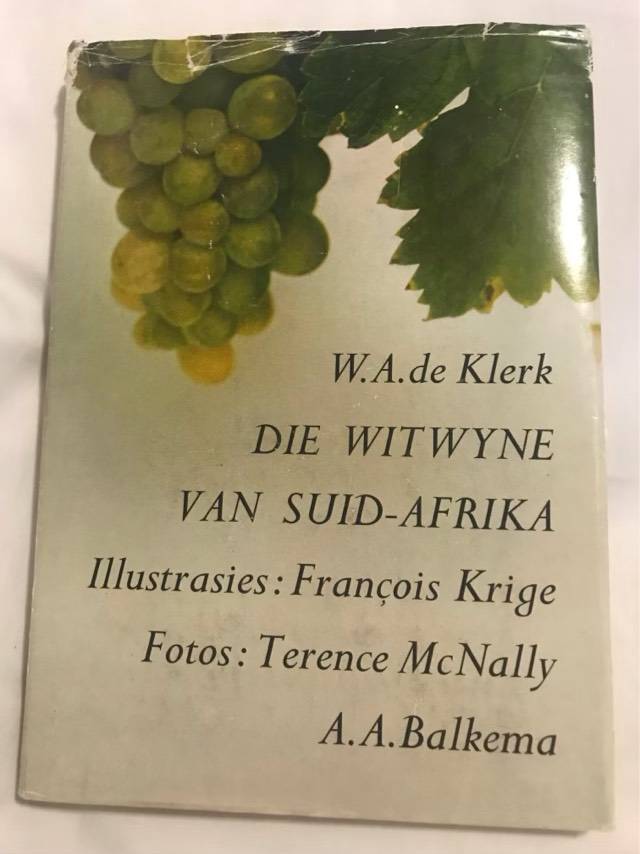 W.A.de Klerk
DIE WITWYNE
VAN SUID-AFRIKA
Illustrasies: François Krige
Fotos: Terence McNally
A.A.Balkema